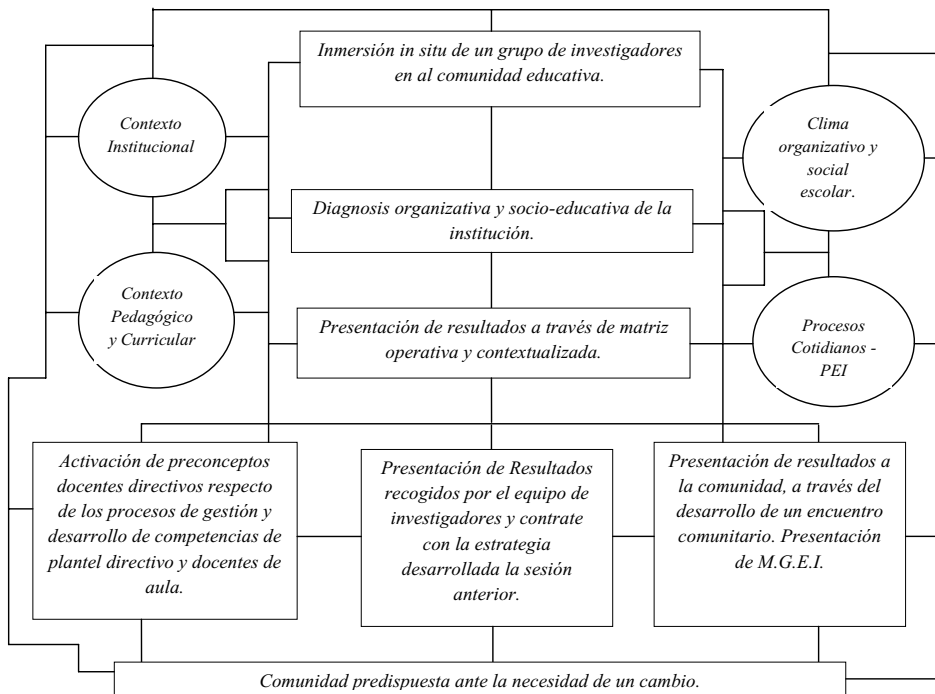 Inmersión in situ de un grupo de investigadores
en al comunidad educativa.
Contexto
Institucional
Clima
organizativo y
social
escolar.
Diagnosis organizativa y socio-educativa de la
institución.
Contexto
Pedagógico
y Curricular
Presentación de resultados a través de matriz
operativa y contextualizada.
Procesos
Cotidianos -
PEI
Activación de preconceptos
docentes directivos respecto
de los procesos de gestión y
desarrollo de competencias de
plantel directivo y docentes de
aula.
Presentación de Resultados
recogidos por el equipo de
investigadores y contrate
con la estrategia
desarrollada la sesión
anterior.
Presentación de resultados a
la comunidad, a través del
desarrollo de un encuentro
comunitario. Presentación
de M.G.E.I.
Comunidad predispuesta ante la necesidad de un cambio.